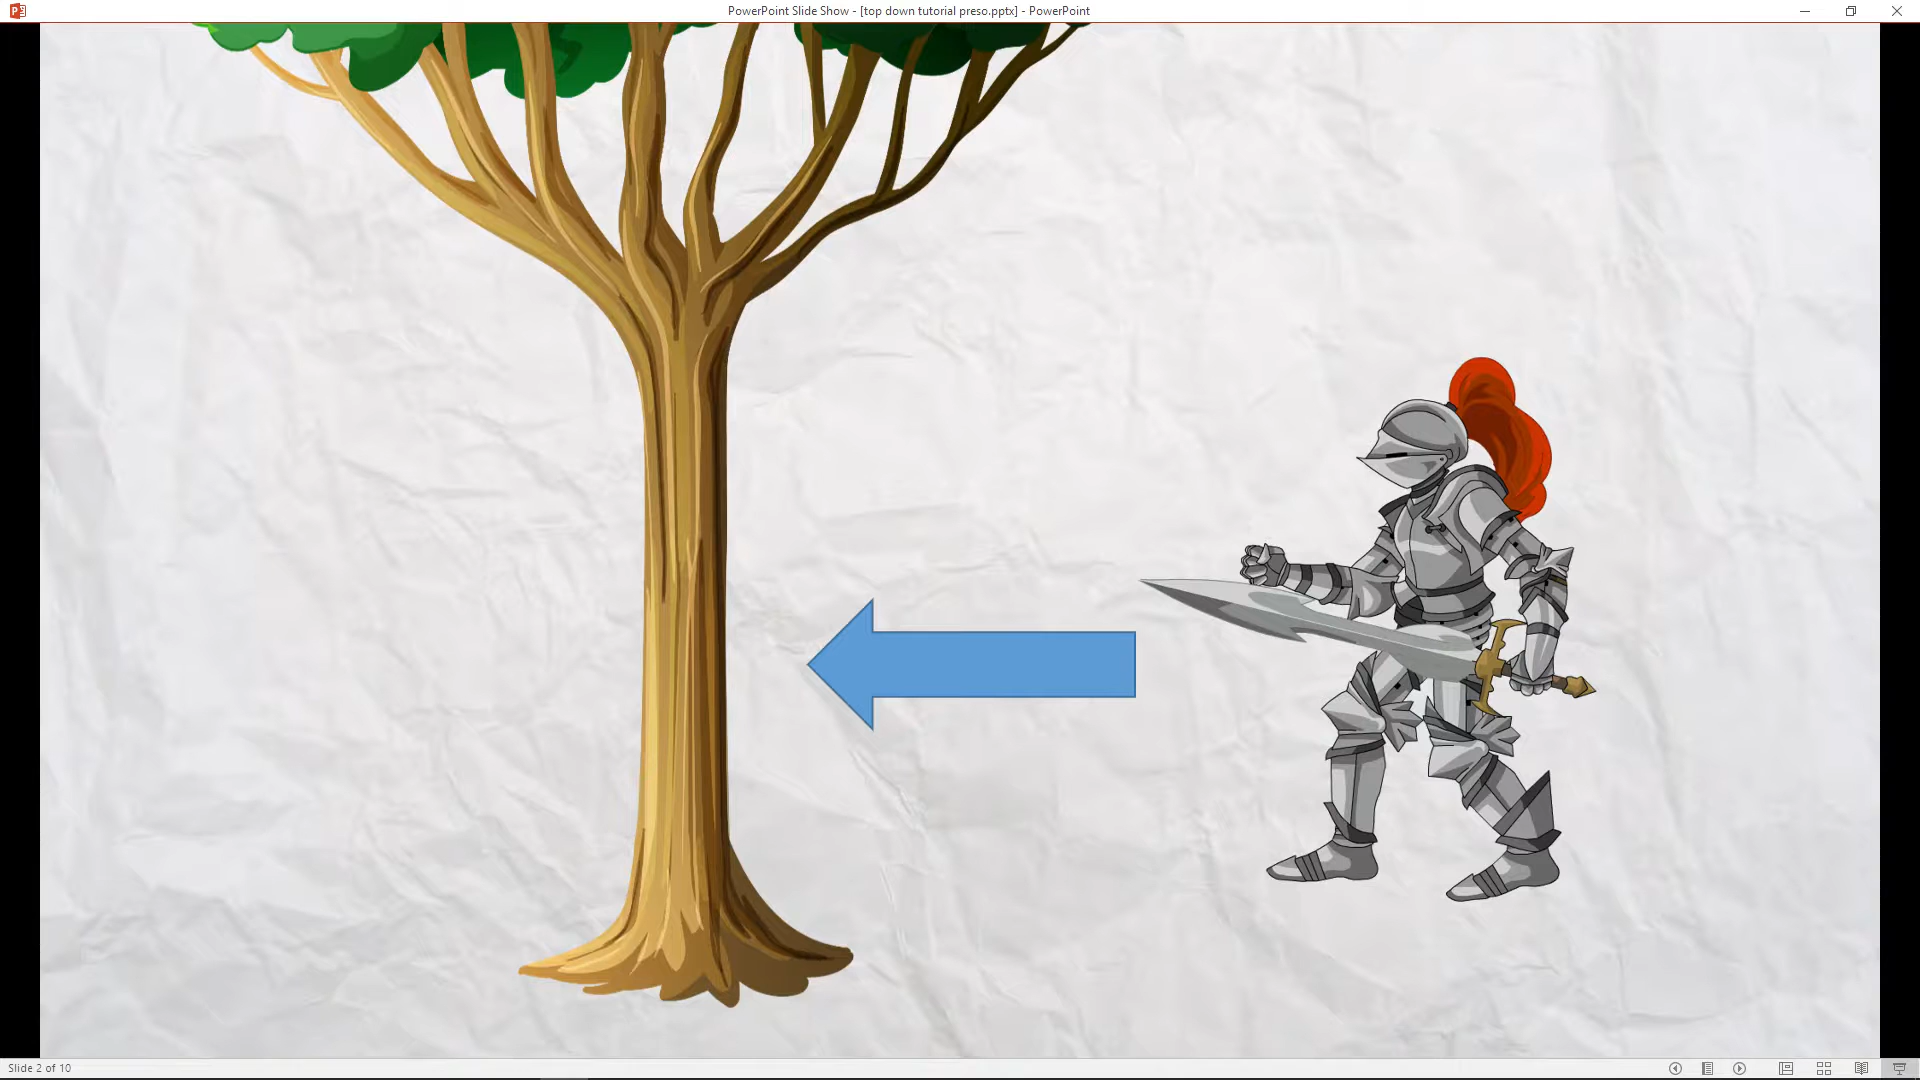 PowerPoint Slide Show - [top down tutorial preso.pptx] - PowerPoint
Slide 2 of 10